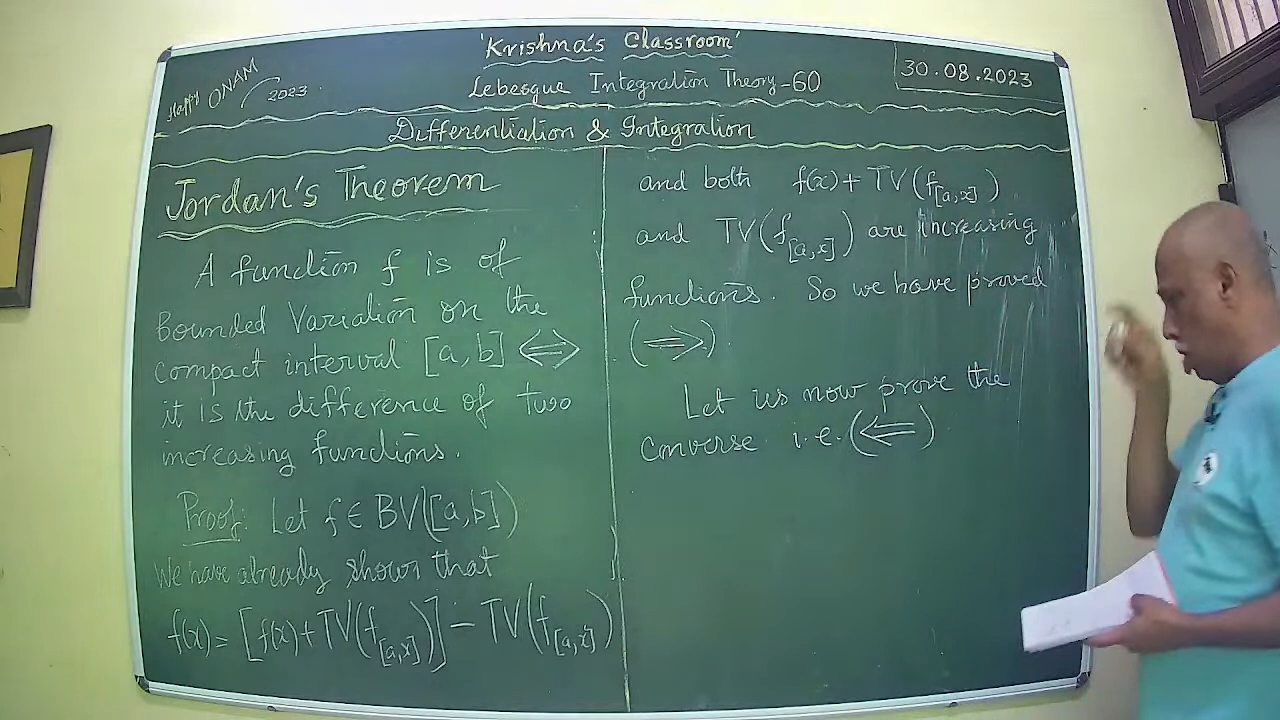 'Krishna's Classroom'
Happy ONAM 2023
Lebesgue Integration Theory-60
30.08.2023
Differentiation & Integration
Jordan's Theorem
A function f is of
Bounded Variation on the
compact interval [a,b] ⟺
it is the difference of two
increasing functions.
Proof: Let f ∈ BV([a,b])
We have already shown that
f(x) = [f(x)+TV(f[a,x])] − TV(f[a,x])
and both f(x)+TV(f[a,x])
and TV(f[a,x]) are increasing
functions. So we have proved
(⟹).
Let us now prove the
converse i.e. (⟸)